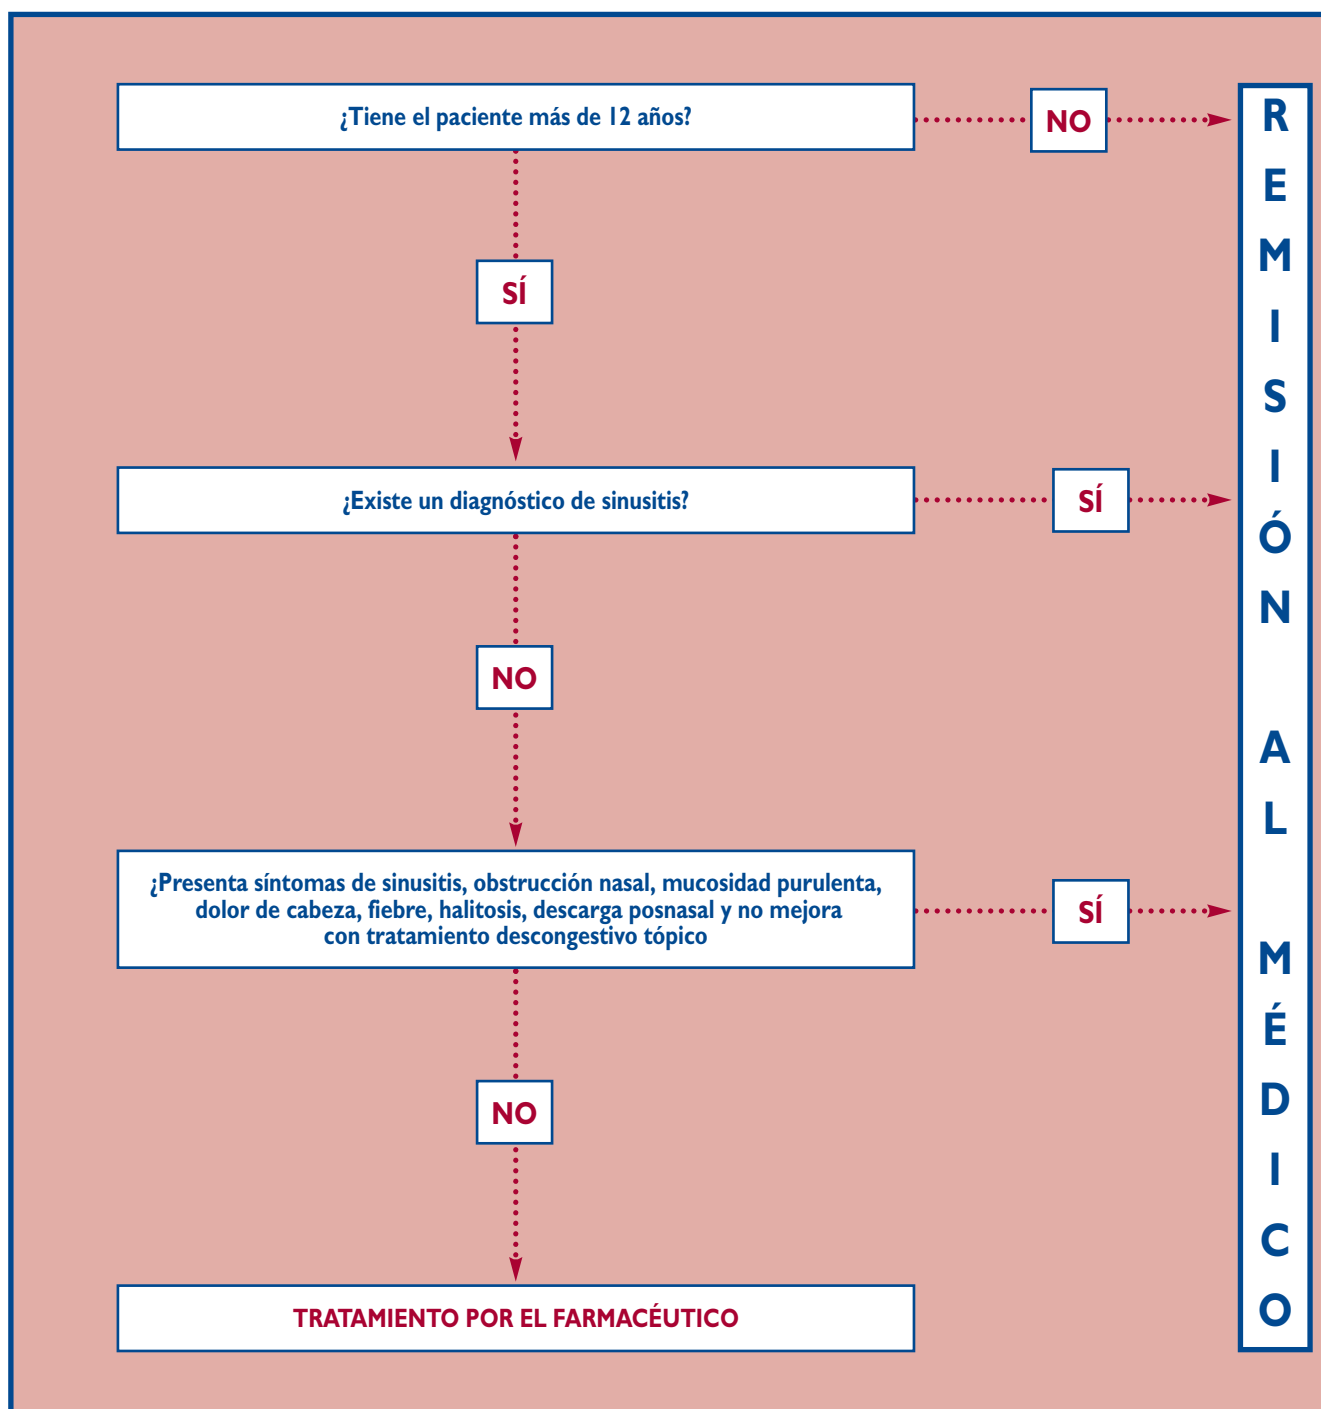 ¿Tiene el paciente más de 12 años?
NO
SÍ
¿Existe un diagnóstico de sinusitis?
SÍ
NO
¿Presenta síntomas de sinusitis, obstrucción nasal, mucosidad purulenta,
dolor de cabeza, fiebre, halitosis, descarga posnasal y no mejora
con tratamiento descongestivo tópico
SÍ
NO
TRATAMIENTO POR EL FARMACÉUTICO
REMISIÓN AL MÉDICO